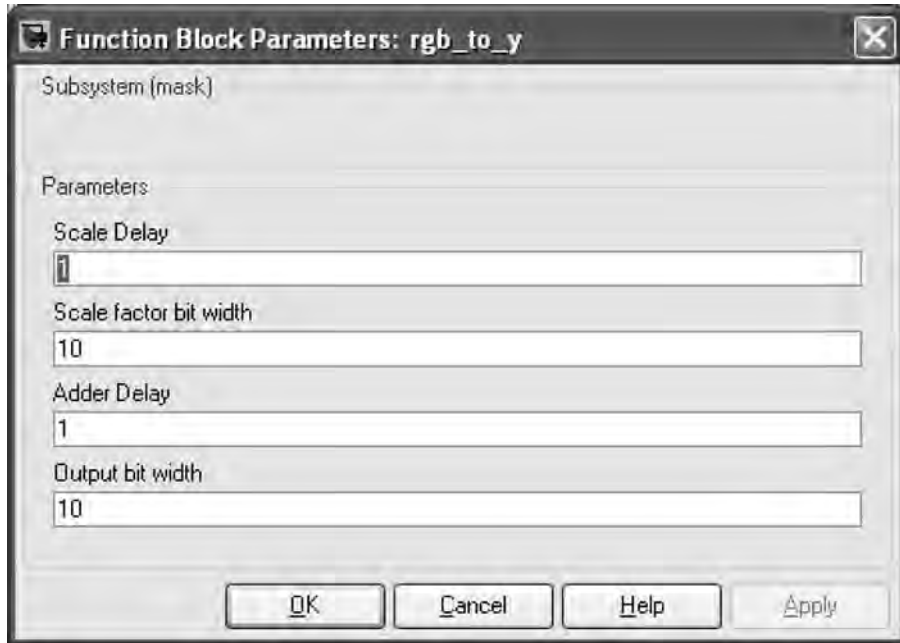 Function Block Parameters: rgb_to_y
Subsystem (mask)
Parameters
Scale Delay
1
Scale factor bit width
10
Adder Delay
1
Output bit width
10
OK Cancel Help Apply